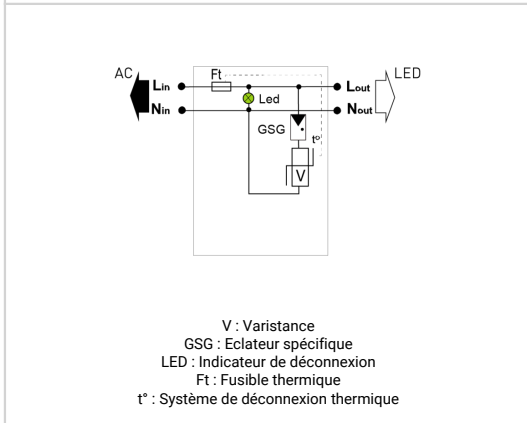 AC
Ft
LED
Lin
Lout
Led
Nin
Nout
GSG
t°
V
V : Varistance
GSG : Eclateur spécifique
LED : Indicateur de déconnexion
Ft : Fusible thermique
t° : Système de déconnexion thermique